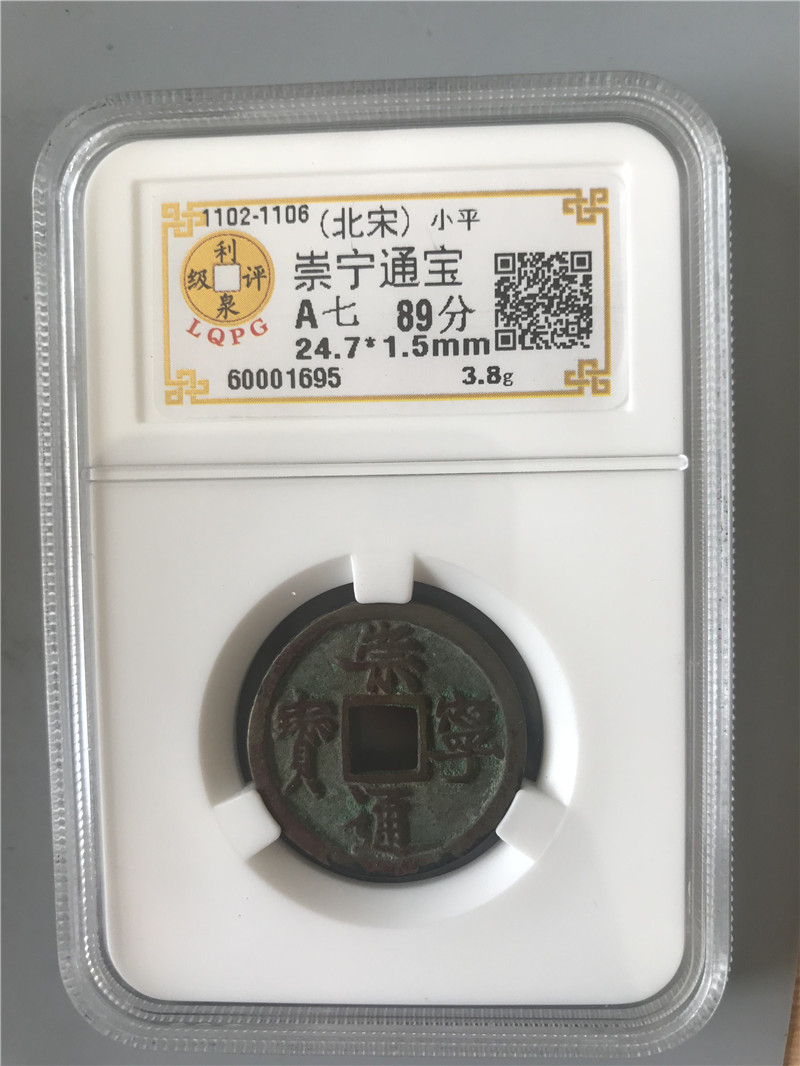 1102-1106 (北宋) 小平
利泉评级
LQPG
崇宁通宝
A七 89分
24.7*1.5mm
60001695 3.8g
崇寧通寳